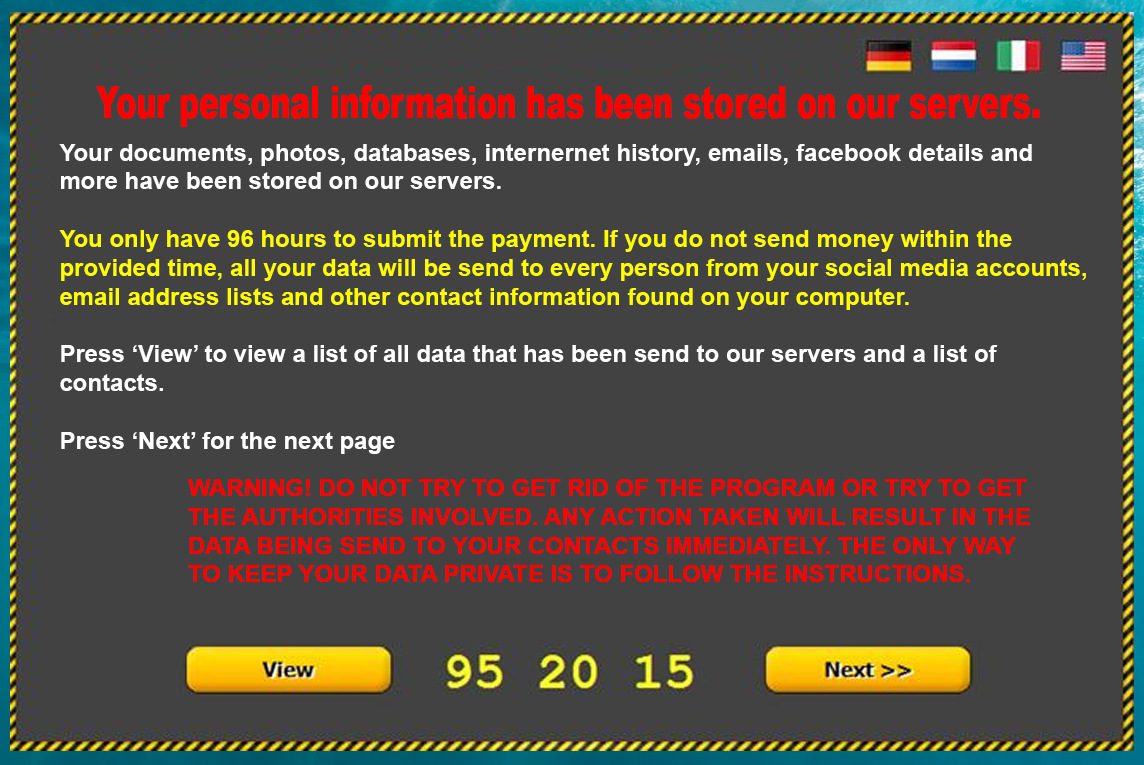 Your personal information has been stored on our servers.
Your documents, photos, databases, internernet history, emails, facebook details and
more have been stored on our servers.
You only have 96 hours to submit the payment. If you do not send money within the
provided time, all your data will be send to every person from your social media accounts,
email address lists and other contact information found on your computer.
Press ‘View’ to view a list of all data that has been send to our servers and a list of
contacts.
Press ‘Next’ for the next page
WARNING! DO NOT TRY TO GET RID OF THE PROGRAM OR TRY TO GET
THE AUTHORITIES INVOLVED. ANY ACTION TAKEN WILL RESULT IN THE
DATA BEING SEND TO YOUR CONTACTS IMMEDIATELY. THE ONLY WAY
TO KEEP YOUR DATA PRIVATE IS TO FOLLOW THE INSTRUCTIONS.
View 95 20 15 Next >>